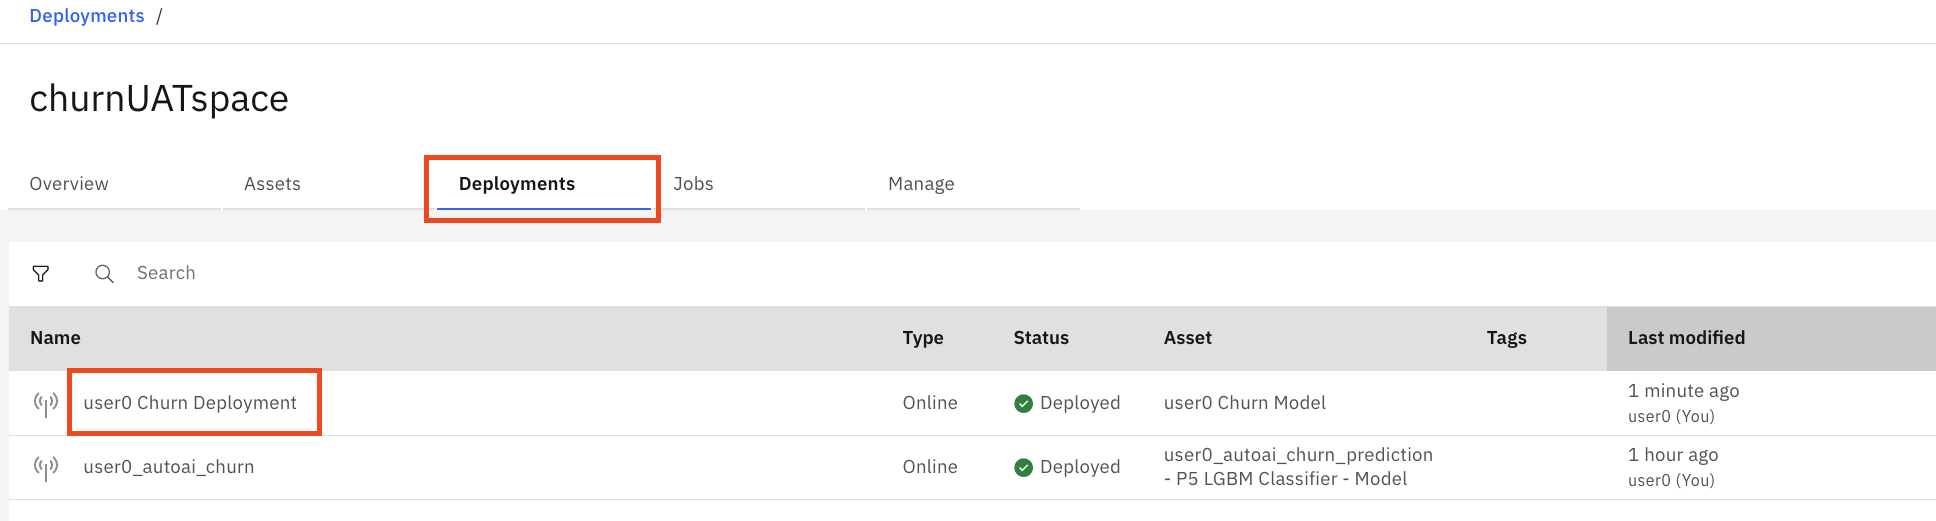 Deployments /
churnUATspace
Overview Assets Deployments Jobs Manage
Search
Name Type Status Asset Tags Last modified
user0 Churn Deployment Online Deployed user0 Churn Model 1 minute ago
user0 (You)
user0_autoai_churn Online Deployed user0_autoai_churn_prediction 1 hour ago
- P5 LGBM Classifier - Model user0 (You)